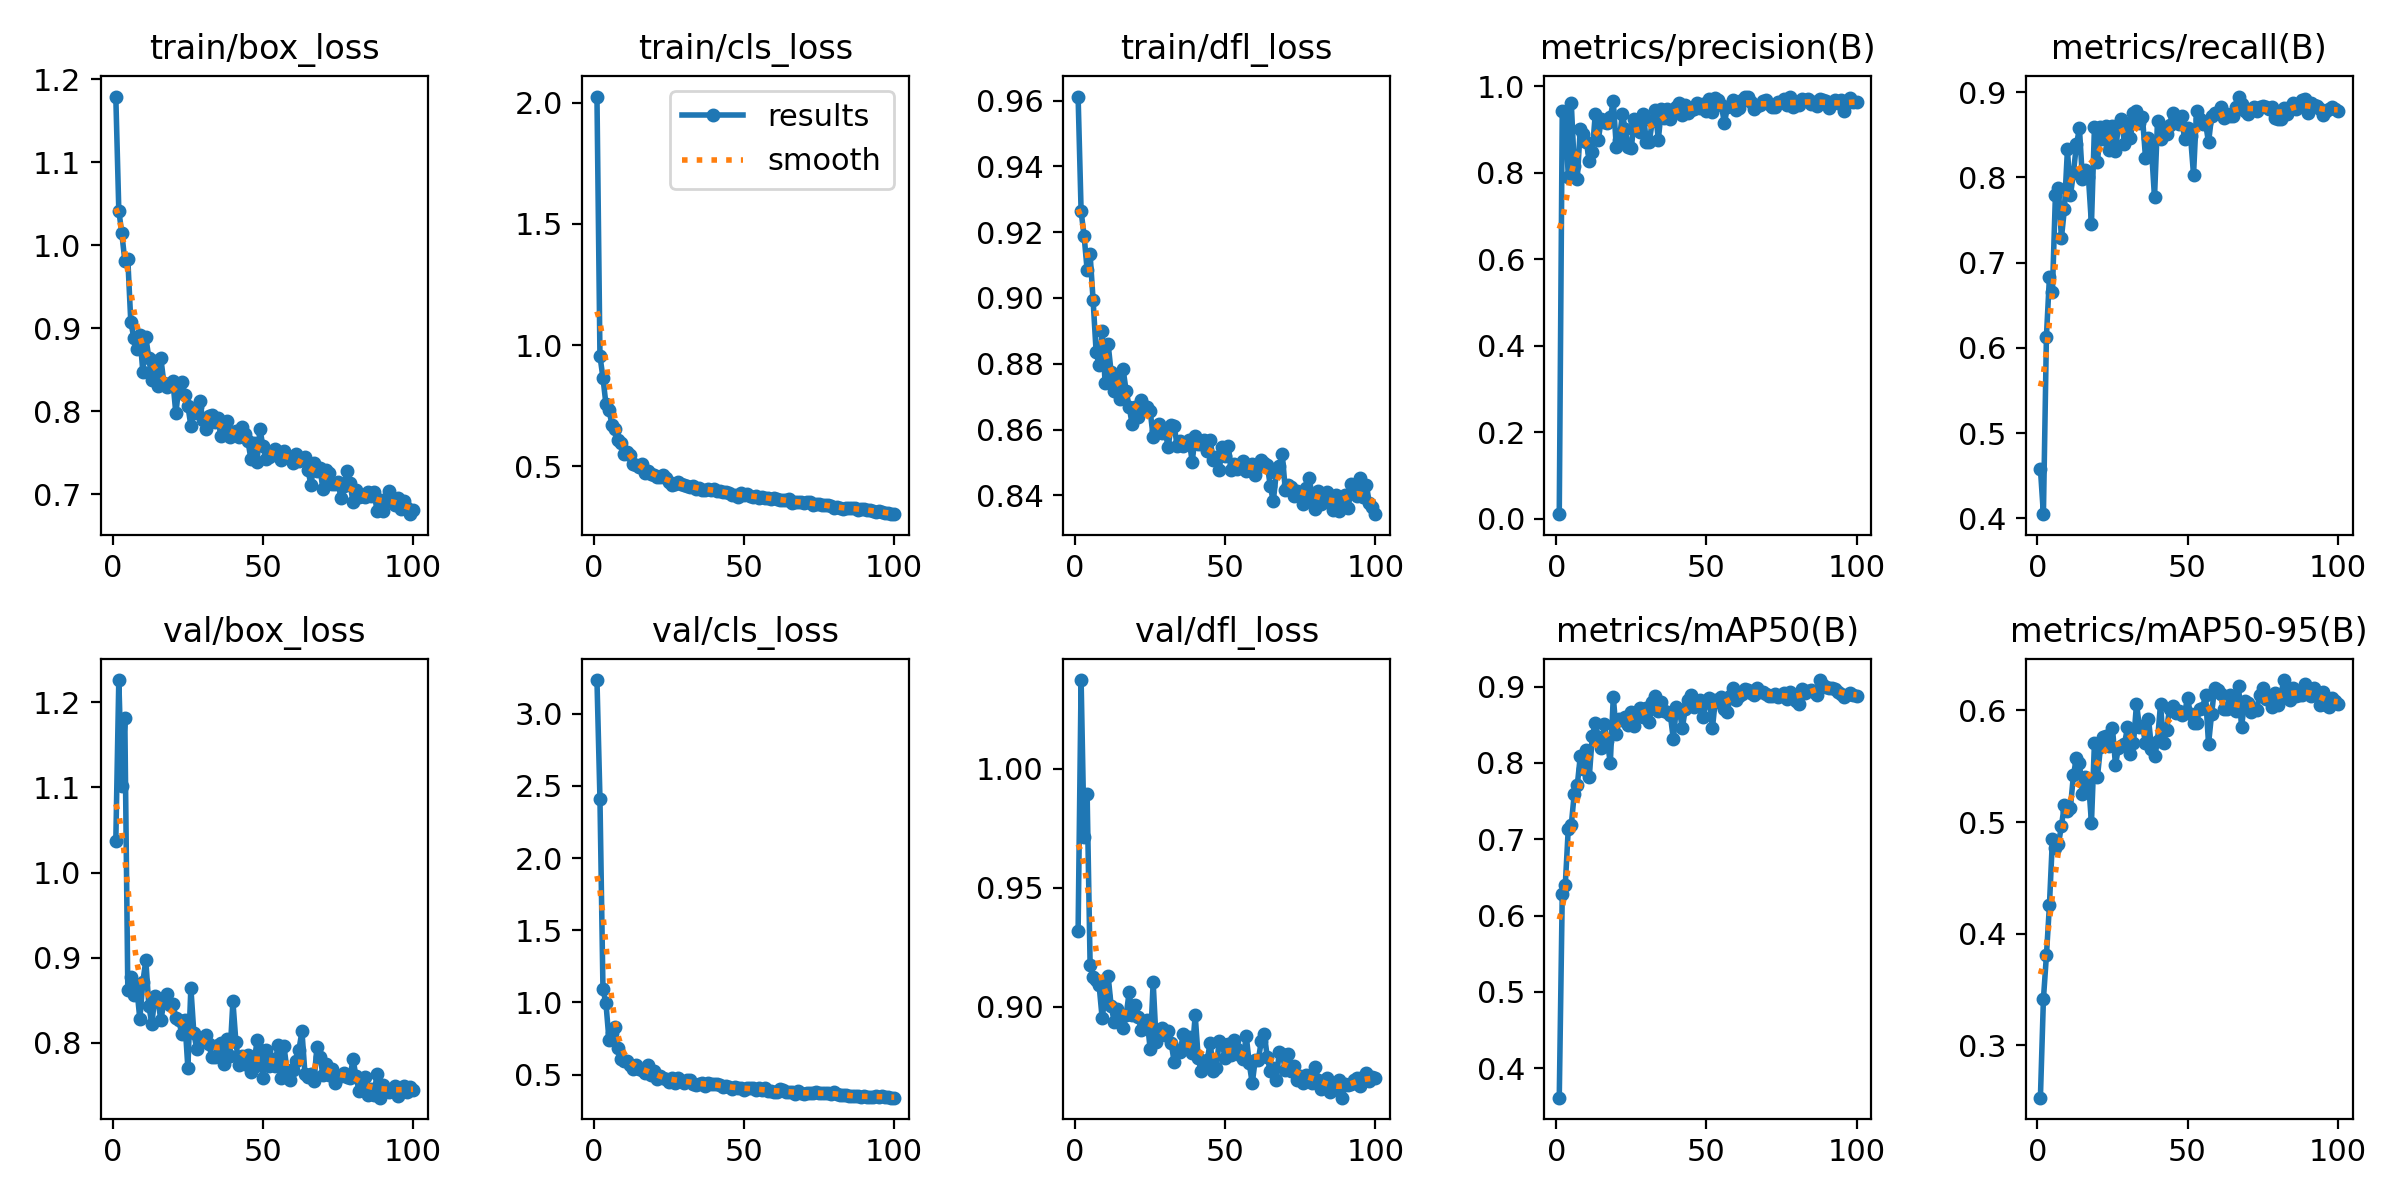 train/box_loss
1.2
1.1
1.0
0.9
0.8
0.7
0 50 100
train/cls_loss
results
smooth
2.0
1.5
1.0
0.5
0 50 100
train/dfl_loss
0.96
0.94
0.92
0.90
0.88
0.86
0.84
0 50 100
metrics/precision(B)
1.0
0.8
0.6
0.4
0.2
0.0
0 50 100
metrics/recall(B)
0.9
0.8
0.7
0.6
0.5
0.4
0 50 100
val/box_loss
1.2
1.1
1.0
0.9
0.8
0 50 100
val/cls_loss
3.0
2.5
2.0
1.5
1.0
0.5
0 50 100
val/dfl_loss
1.00
0.95
0.90
0 50 100
metrics/mAP50(B)
0.9
0.8
0.7
0.6
0.5
0.4
0 50 100
metrics/mAP50-95(B)
0.6
0.5
0.4
0.3
0 50 100